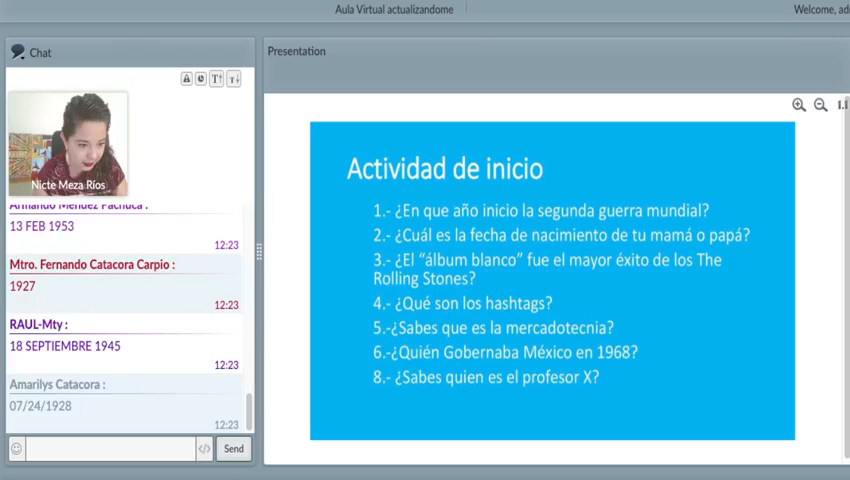 Aula Virtual actualizandome
Welcome, ad
Chat
Nicte Meza Ríos
Armando Mendez Pachuca :
13 FEB 1953
12:23
Mtro. Fernando Catacora Carpio :
1927
12:23
RAUL-Mty :
18 SEPTIEMBRE 1945
12:23
Amarilys Catacora :
07/24/1928
12:23
Send
Presentation
1.1
Actividad de inicio
1.- ¿En que año inicio la segunda guerra mundial?
2.- ¿Cuál es la fecha de nacimiento de tu mamá o papá?
3.- ¿El “álbum blanco” fue el mayor éxito de los The
Rolling Stones?
4.- ¿Qué son los hashtags?
5.-¿Sabes que es la mercadotecnia?
6.-¿Quién Gobernaba México en 1968?
8.- ¿Sabes quien es el profesor X?